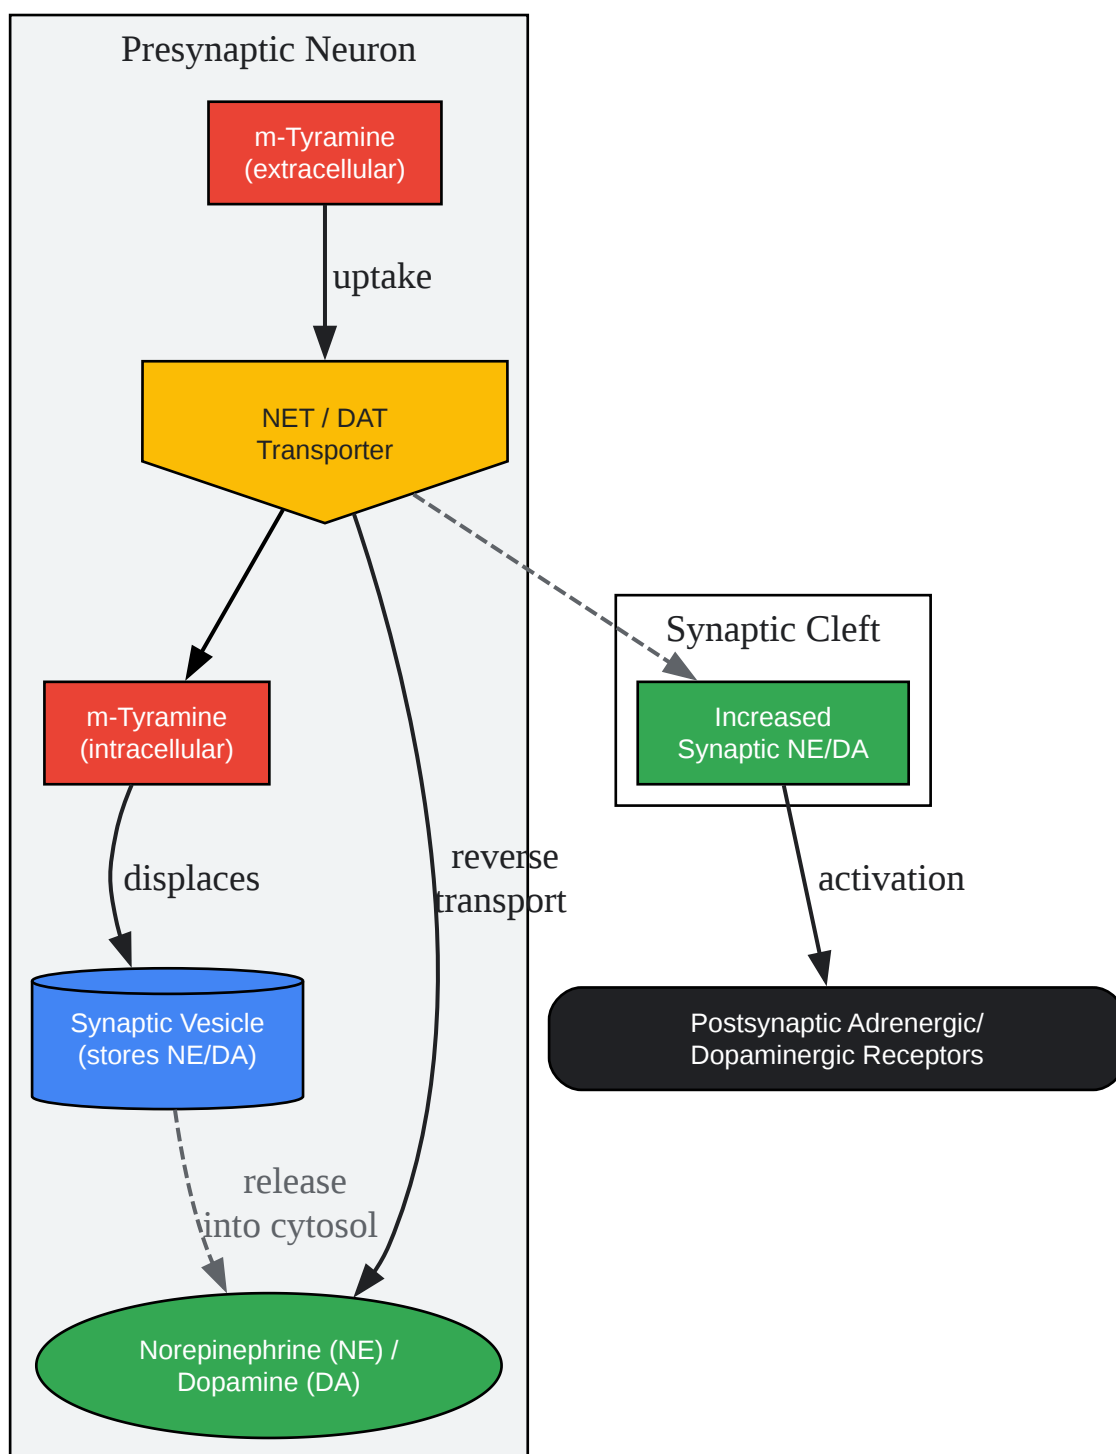 Presynaptic Neuron
m-Tyramine
(extracellular)
uptake
NET / DAT
Transporter
Synaptic Cleft
m-Tyramine
(intracellular)
Increased
Synaptic NE/DA
displaces
reverse
transport
activation
Synaptic Vesicle
(stores NE/DA)
Postsynaptic Adrenergic/
Dopaminergic Receptors
release
into cytosol
Norepinephrine (NE) /
Dopamine (DA)